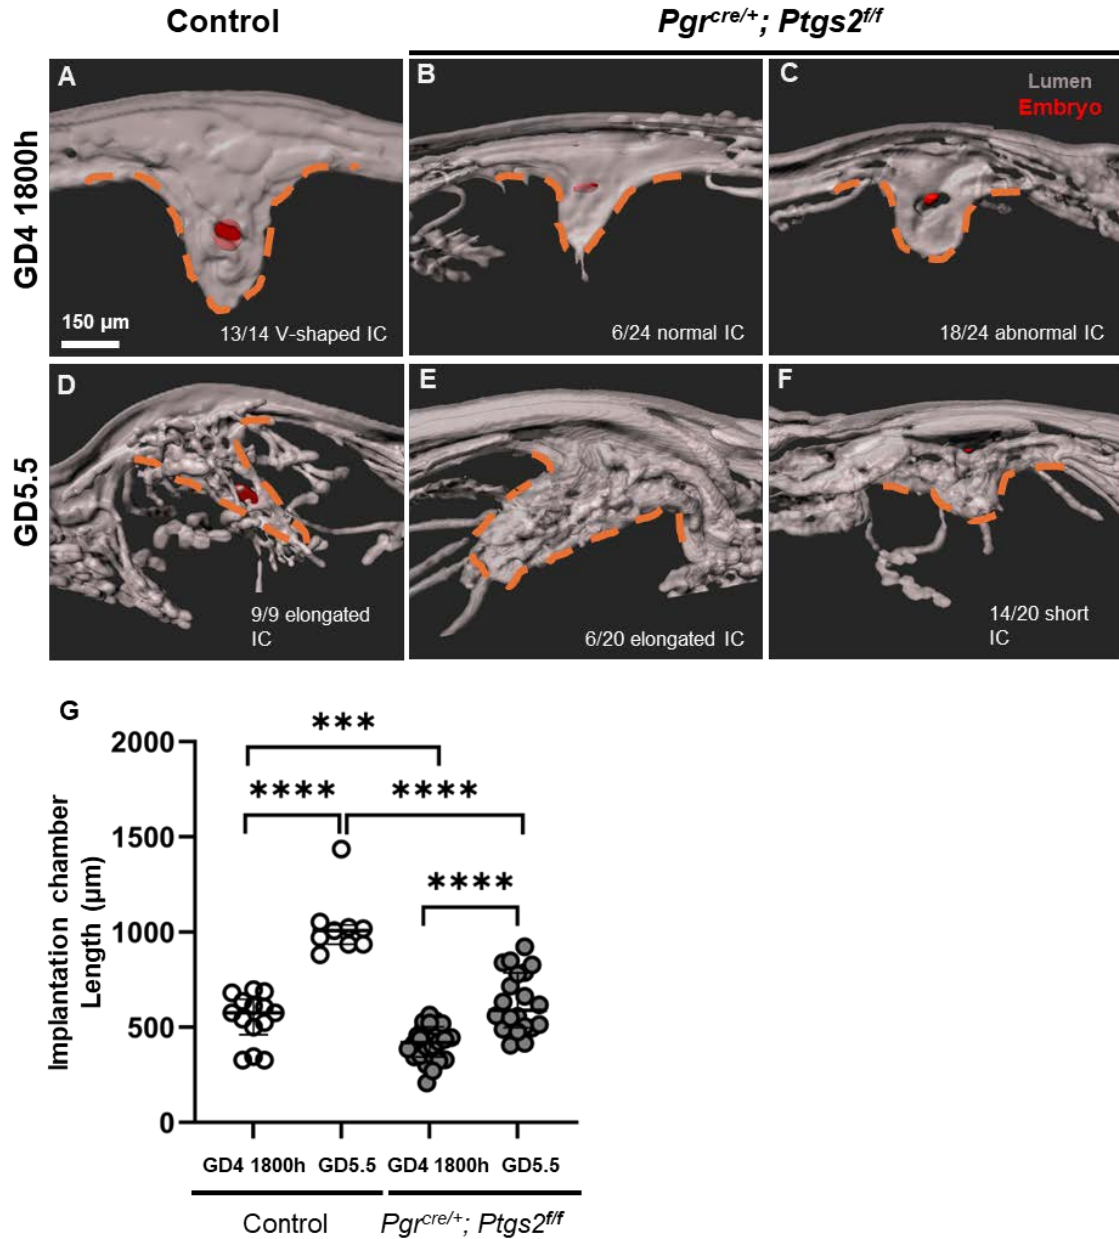 Control
Pgrcre/+; Ptgs2f/f
GD4 1800h
A
150 µm
13/14 V-shaped IC
B
6/24 normal IC
C
Lumen
Embryo
18/24 abnormal IC
GD5.5
D
9/9 elongated
IC
E
6/20 elongated IC
F
14/20 short
IC
G
Implantation chamber
Length (µm)
2000
1500
1000
500
0
***
**** ****
****
GD4 1800h GD5.5 GD4 1800h GD5.5
Control Pgrcre/+; Ptgs2f/f